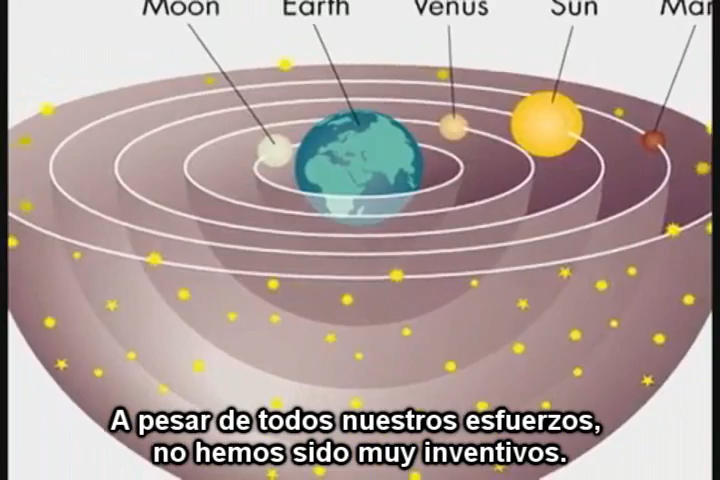 Moon Earth Venus Sun
A pesar de todos nuestros esfuerzos,
no hemos sido muy inventivos.